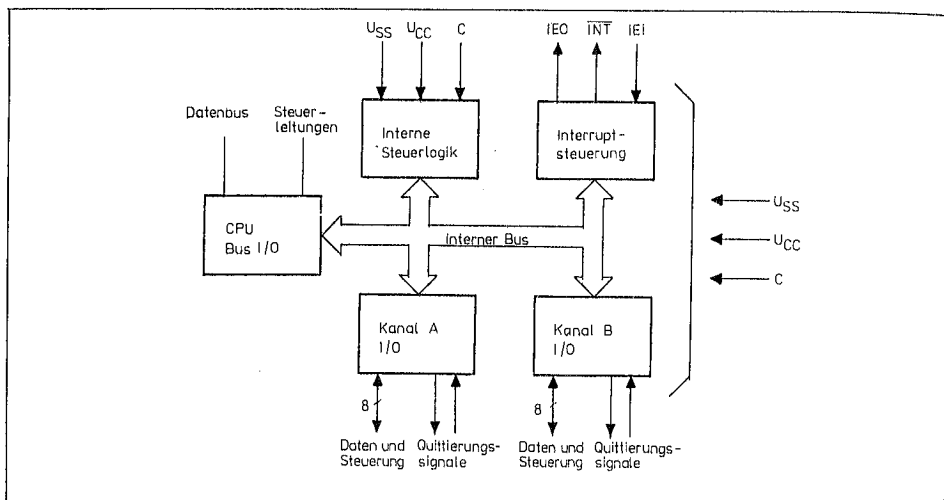 U_SS U_CC C
IEO I̅N̅T̅ IEI
Datenbus
Steuer-
leitungen
Interne
Steuerlogik
Interrupt-
steuerung
U_SS
U_CC
C
CPU
Bus I/O
Interner Bus
Kanal A
I/O
Kanal B
I/O
8
8
Daten und
Steuerung
Quittierungs-
signale
Daten und
Steuerung
Quittierungs-
signale